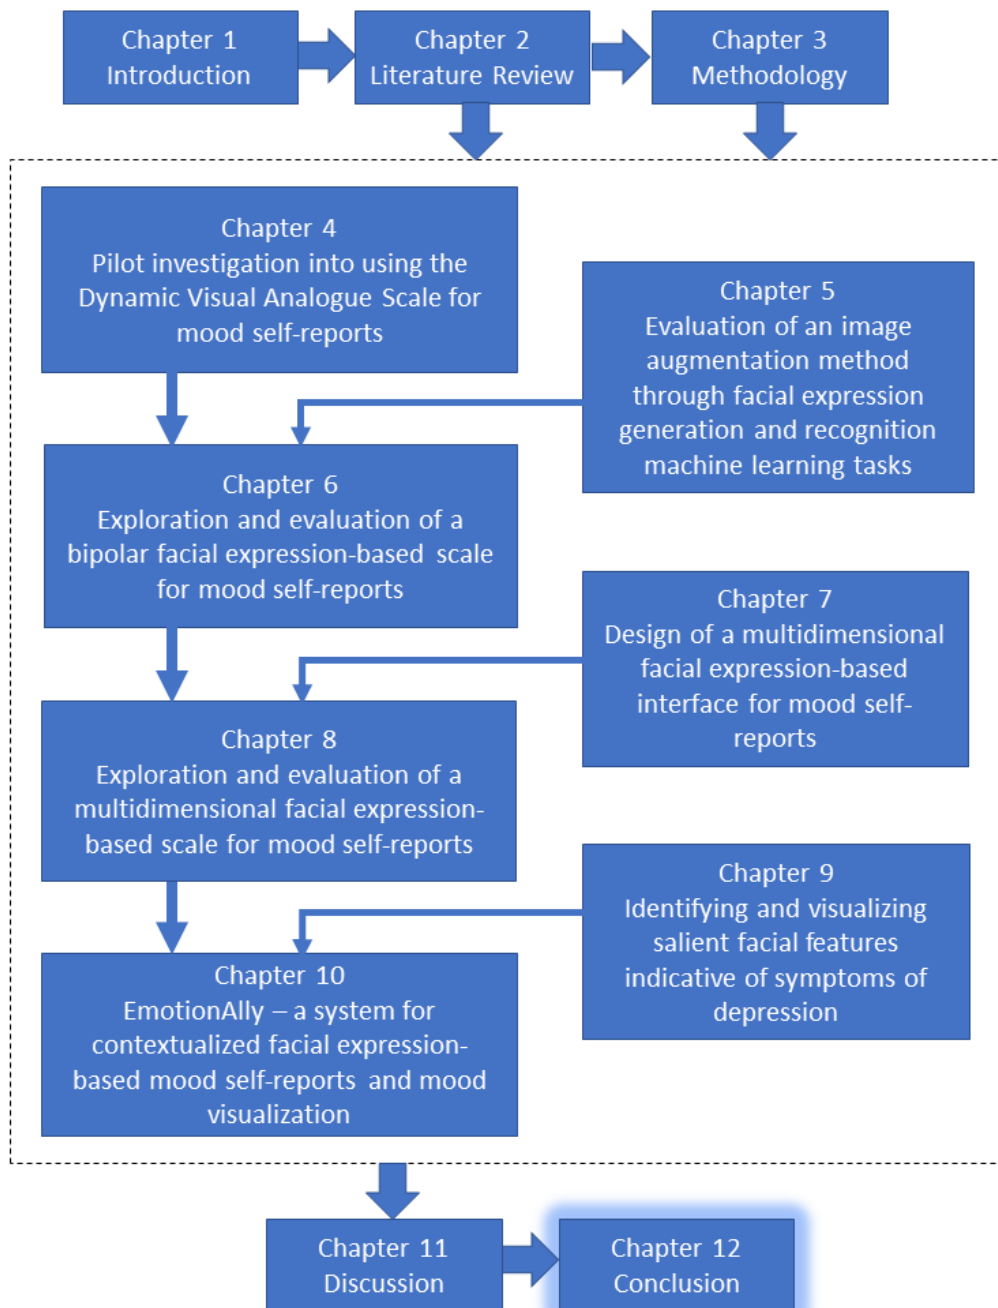 Chapter 1
Introduction
Chapter 2
Literature Review
Chapter 3
Methodology
Chapter 4
Pilot investigation into using the
Dynamic Visual Analogue Scale for
mood self-reports
Chapter 5
Evaluation of an image
augmentation method
through facial expression
generation and recognition
machine learning tasks
Chapter 6
Exploration and evaluation of a
bipolar facial expression-based scale
for mood self-reports
Chapter 7
Design of a multidimensional
facial expression-based
interface for mood self-
reports
Chapter 8
Exploration and evaluation of a
multidimensional facial expression-
based scale for mood self-reports
Chapter 9
Identifying and visualizing
salient facial features
indicative of symptoms of
depression
Chapter 10
EmotionAlly – a system for
contextualized facial expression-
based mood self-reports and mood
visualization
Chapter 11
Discussion
Chapter 12
Conclusion